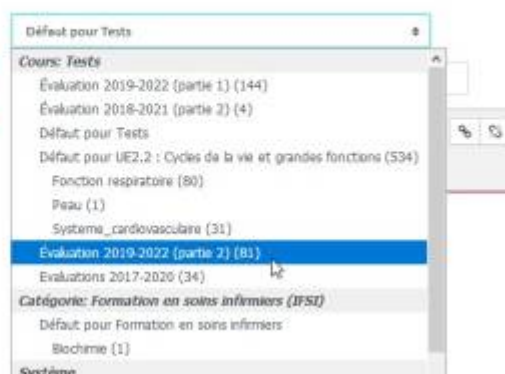 Défaut pour Tests
Cours: Tests
Évaluation 2019-2022 (partie 1) (144)
Évaluation 2018-2021 (partie 2) (4)
Défaut pour Tests
Défaut pour UE2.2 : Cycles de la vie et grandes fonctions (534)
Fonction respiratoire (80)
Peau (1)
Systeme_cardiovasculaire (31)
Évaluation 2019-2022 (partie 2) (81)
Evaluations 2017-2020 (34)
Catégorie: Formation en soins infirmiers (IFSI)
Défaut pour Formation en soins infirmiers
Biochimie (1)
Système